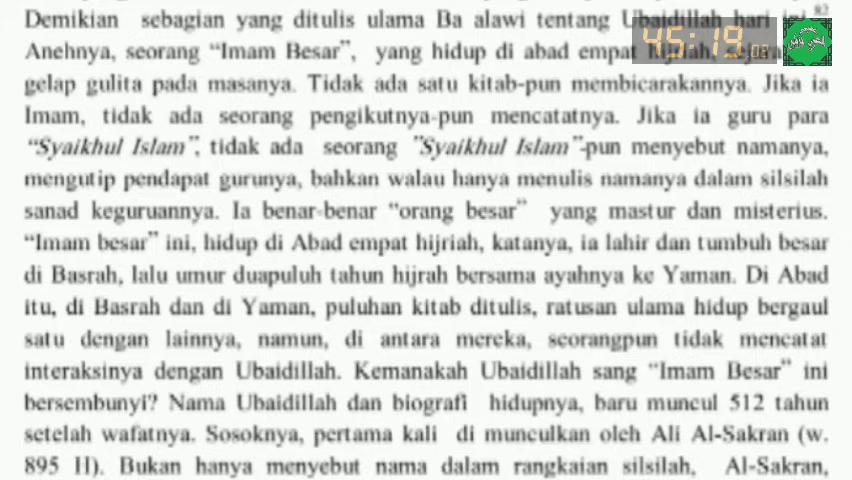 Demikian sebagian yang ditulis ulama Ba alawi tentang Ubaidillah hari ini.82
Anehnya, seorang “Imam Besar”, yang hidup di abad empat hijriah,
gelap gulita pada masanya. Tidak ada satu kitab-pun membicarakannya. Jika ia
Imam, tidak ada seorang pengikutnya-pun mencatatnya. Jika ia guru para
“Syaikhul Islam”, tidak ada seorang ”Syaikhul Islam”-pun menyebut namanya,
mengutip pendapat gurunya, bahkan walau hanya menulis namanya dalam silsilah
sanad keguruannya. Ia benar-benar “orang besar” yang mastur dan misterius.
“Imam besar” ini, hidup di Abad empat hijriah, katanya, ia lahir dan tumbuh besar
di Basrah, lalu umur duapuluh tahun hijrah bersama ayahnya ke Yaman. Di Abad
itu, di Basrah dan di Yaman, puluhan kitab ditulis, ratusan ulama hidup bergaul
satu dengan lainnya, namun, di antara mereka, seorangpun tidak mencatat
interaksinya dengan Ubaidillah. Kemanakah Ubaidillah sang “Imam Besar” ini
bersembunyi? Nama Ubaidillah dan biografi hidupnya, baru muncul 512 tahun
setelah wafatnya. Sosoknya, pertama kali di munculkan oleh Ali Al-Sakran (w.
895 H). Bukan hanya menyebut nama dalam rangkaian silsilah, Al-Sakran,
45:19